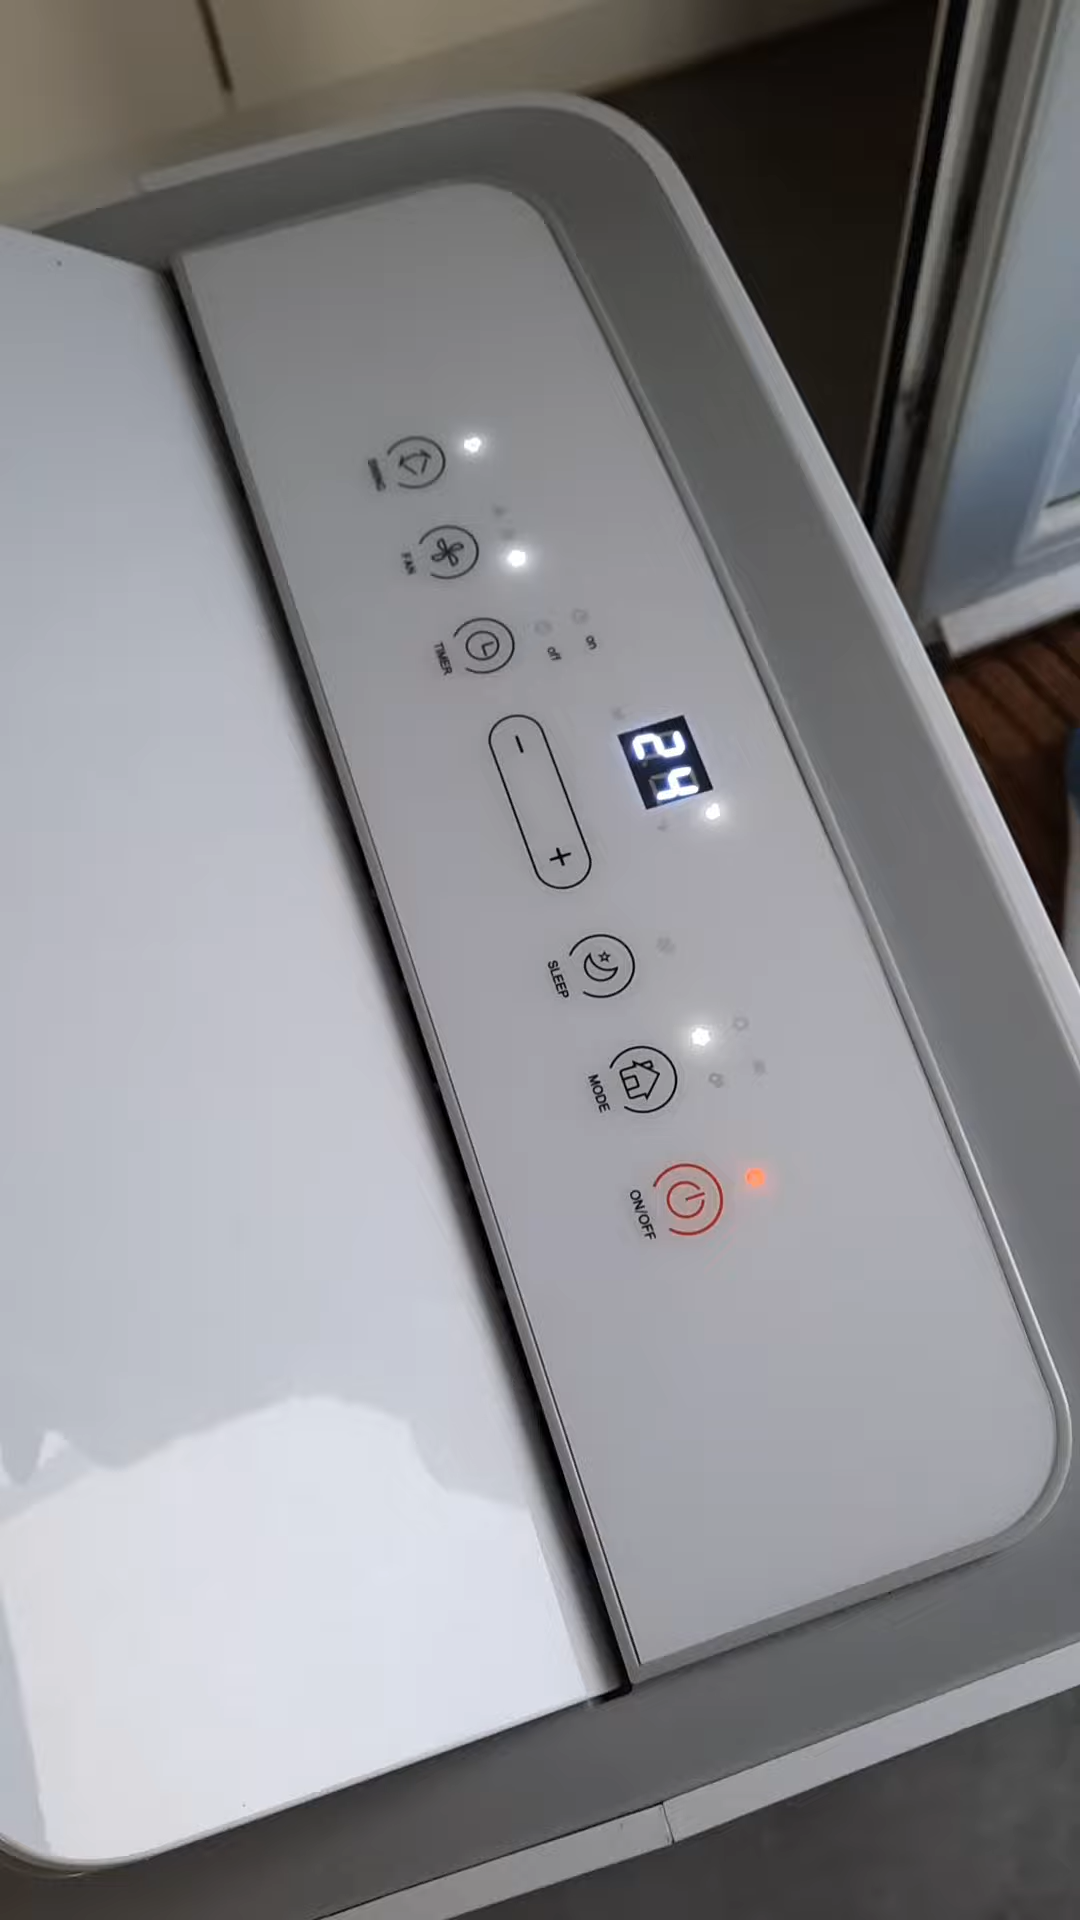 24
on
off
SWING
FAN
TIMER
- +
SLEEP
MODE
ON/OFF